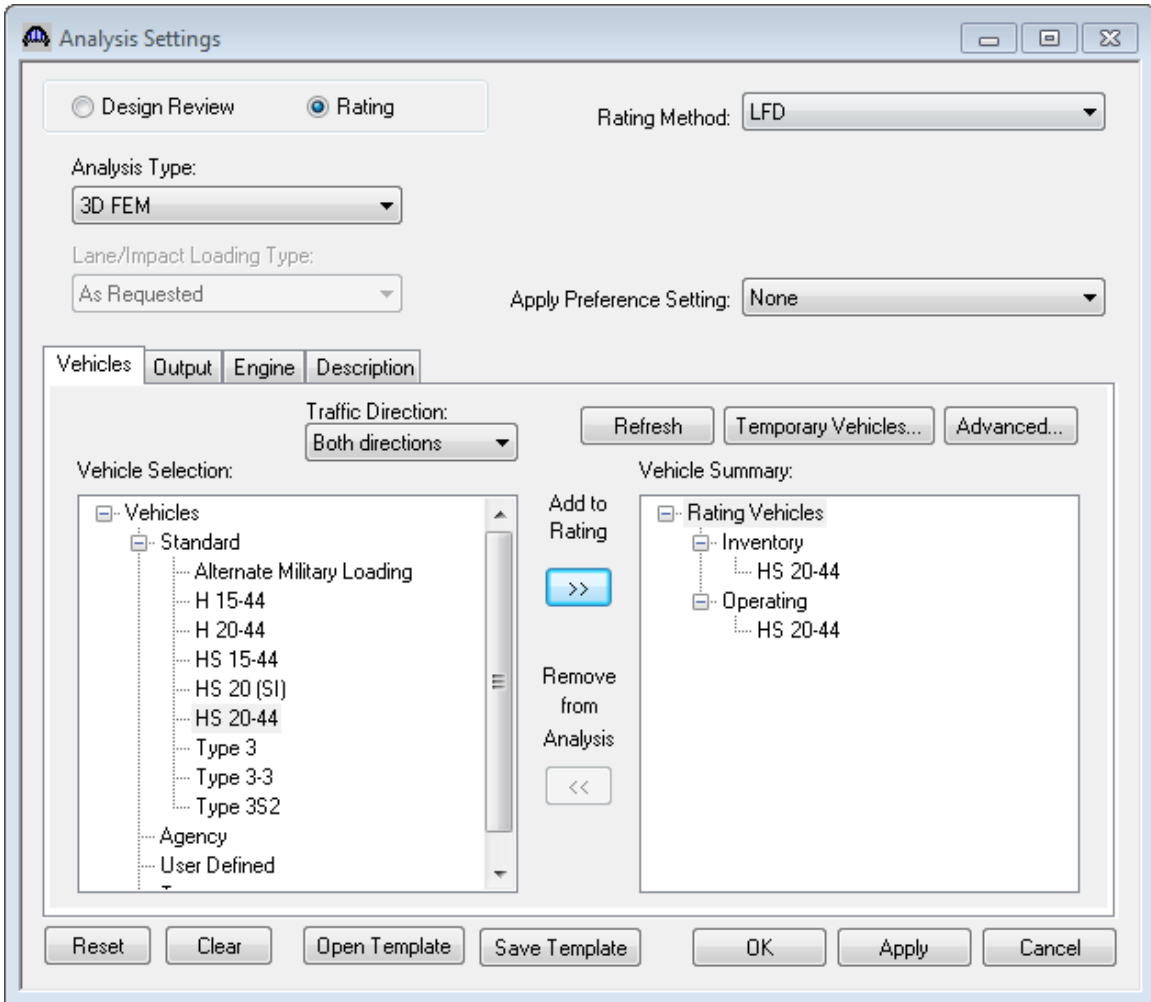 Analysis Settings
Design Review
Rating
Rating Method:
LFD
Analysis Type:
3D FEM
Lane/Impact Loading Type:
As Requested
Apply Preference Setting:
None
Vehicles
Output
Engine
Description
Traffic Direction:
Both directions
Refresh
Temporary Vehicles...
Advanced...
Vehicle Selection:
Vehicles
Standard
Alternate Military Loading
H 15-44
H 20-44
HS 15-44
HS 20 (SI)
HS 20-44
Type 3
Type 3-3
Type 3S2
Agency
User Defined
Add to
Rating
>>
Remove
from
Analysis
<<
Vehicle Summary:
Rating Vehicles
Inventory
HS 20-44
Operating
HS 20-44
Reset
Clear
Open Template
Save Template
OK
Apply
Cancel